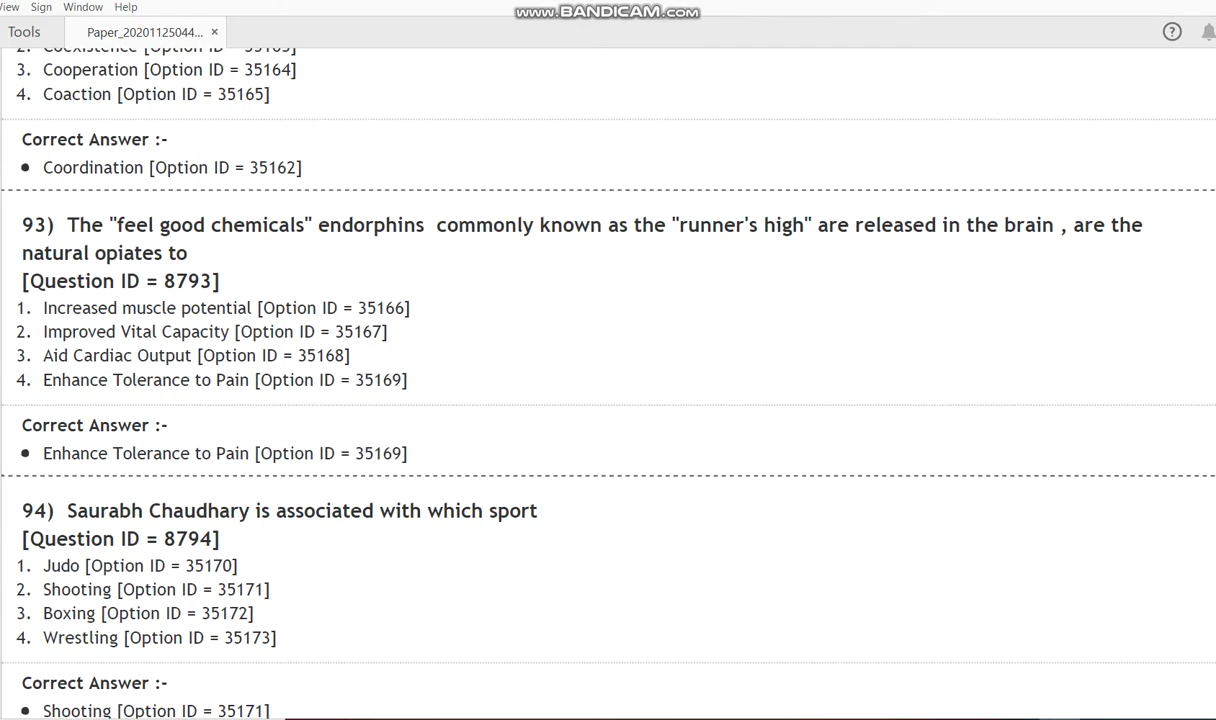 View Sign Window Help
www.BANDICAM.com
Tools Paper_20201125044... × ?
2. Coexistence [Option ID = 35163]
3. Cooperation [Option ID = 35164]
4. Coaction [Option ID = 35165]
Correct Answer :-
• Coordination [Option ID = 35162]
93) The "feel good chemicals" endorphins commonly known as the "runner's high" are released in the brain , are the
natural opiates to
[Question ID = 8793]
1. Increased muscle potential [Option ID = 35166]
2. Improved Vital Capacity [Option ID = 35167]
3. Aid Cardiac Output [Option ID = 35168]
4. Enhance Tolerance to Pain [Option ID = 35169]
Correct Answer :-
• Enhance Tolerance to Pain [Option ID = 35169]
94) Saurabh Chaudhary is associated with which sport
[Question ID = 8794]
1. Judo [Option ID = 35170]
2. Shooting [Option ID = 35171]
3. Boxing [Option ID = 35172]
4. Wrestling [Option ID = 35173]
Correct Answer :-
• Shooting [Option ID = 35171]